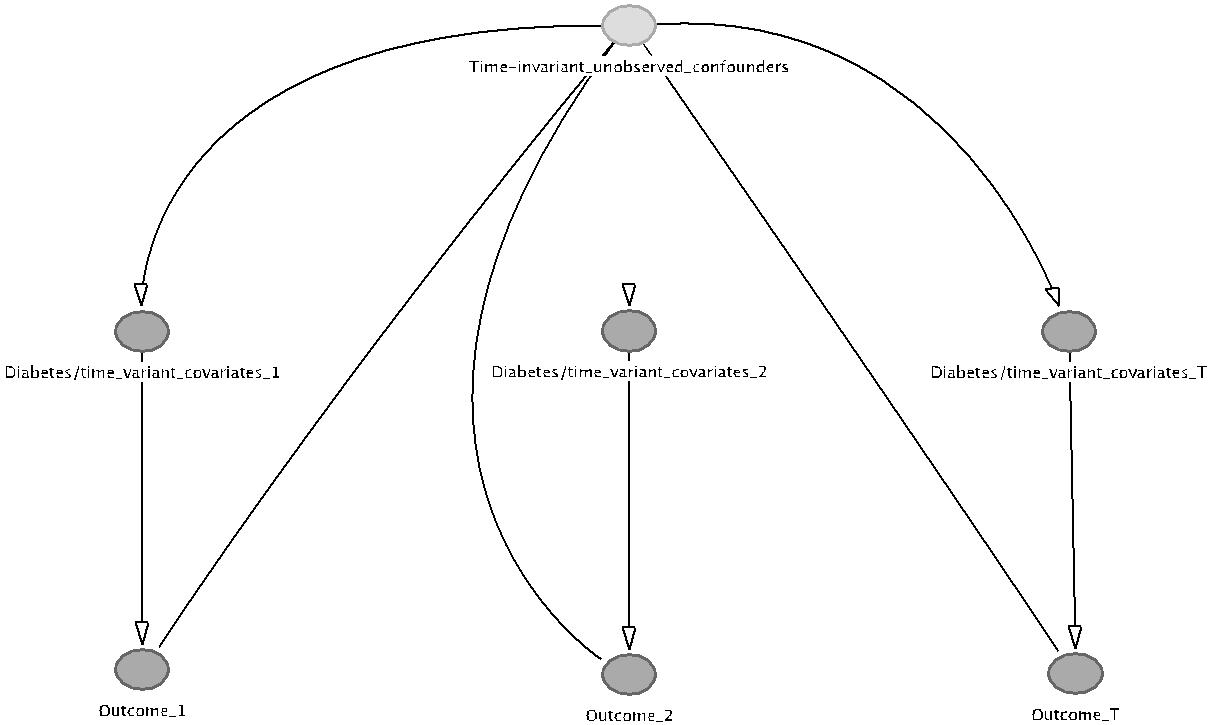 Time-invariant_unobserved_confounders
Diabetes/time_variant_covariates_1
Diabetes/time_variant_covariates_2
Diabetes/time_variant_covariates_T
Outcome_1
Outcome_2
Outcome_T